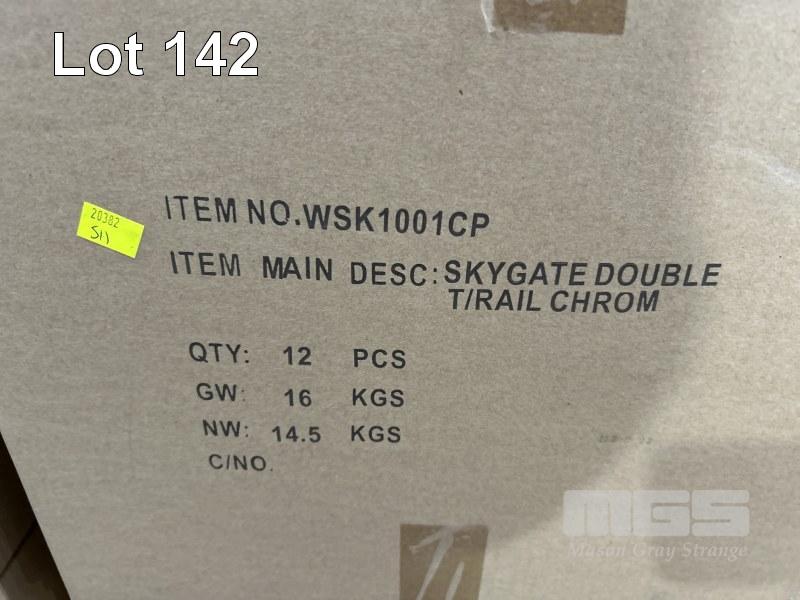 Lot 142
20382
ITEM NO.WSK1001CP
ITEM MAIN DESC: SKYGATE DOUBLE
T/RAIL CHROM
QTY: 12 PCS
GW: 16 KGS
NW: 14.5 KGS
C/NO.
MGS
Mason Gray Strange